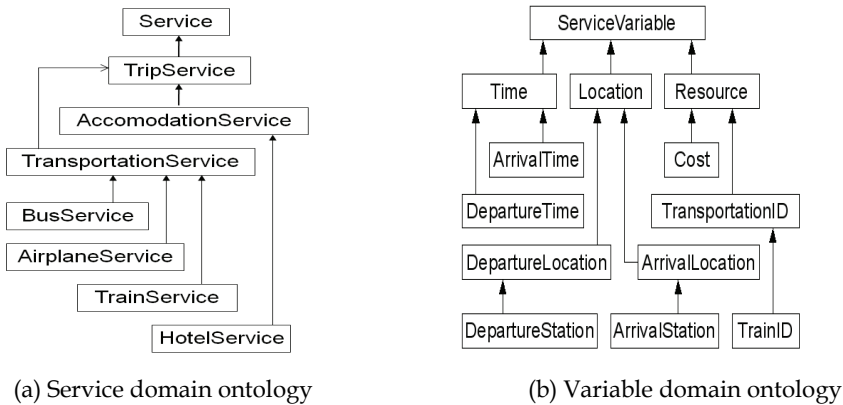 Service
TripService
AccomodationService
TransportationService
BusService
AirplaneService
TrainService
HotelService
(a) Service domain ontology
ServiceVariable
Time
Location
Resource
ArrivalTime
Cost
DepartureTime
TransportationID
DepartureLocation
ArrivalLocation
DepartureStation
ArrivalStation
TrainID
(b) Variable domain ontology